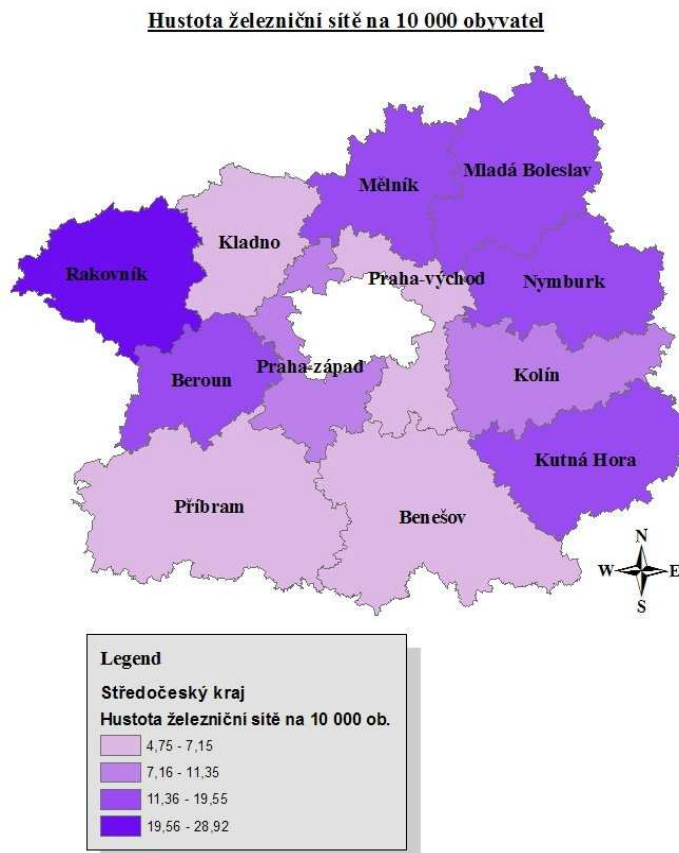 Hustota železniční sítě na 10 000 obyvatel
Mělník
Mladá Boleslav
Kladno
Rakovník
Praha-východ
Nymburk
Beroun
Praha-západ
Kolín
Kutná Hora
Příbram
Benešov
N
W E
S
Legend
Středočeský kraj
Hustota železniční sítě na 10 000 ob.
4,75 - 7,15
7,16 - 11,35
11,36 - 19,55
19,56 - 28,92